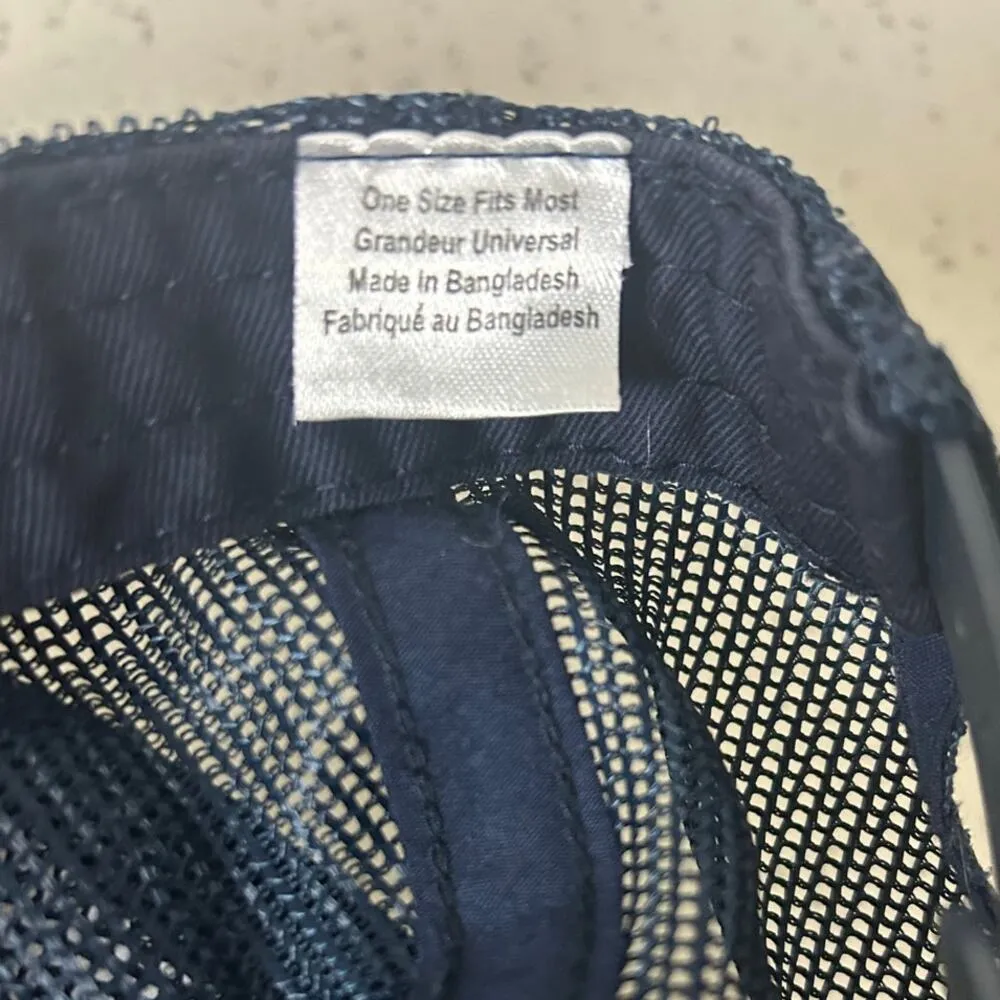 One Size Fits Most
Grandeur Universal
Made In Bangladesh
Fabriqué au Bangladesh